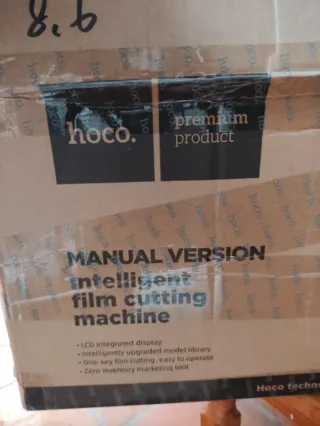 8.6
hoco.
premium
product
MANUAL VERSION
intelligent
film cutting
machine
• LCD integrated display
• Intelligently upgraded model library
• One-key film cutting, easy to operate
• Zero inventory marketing tool
Hoco techno